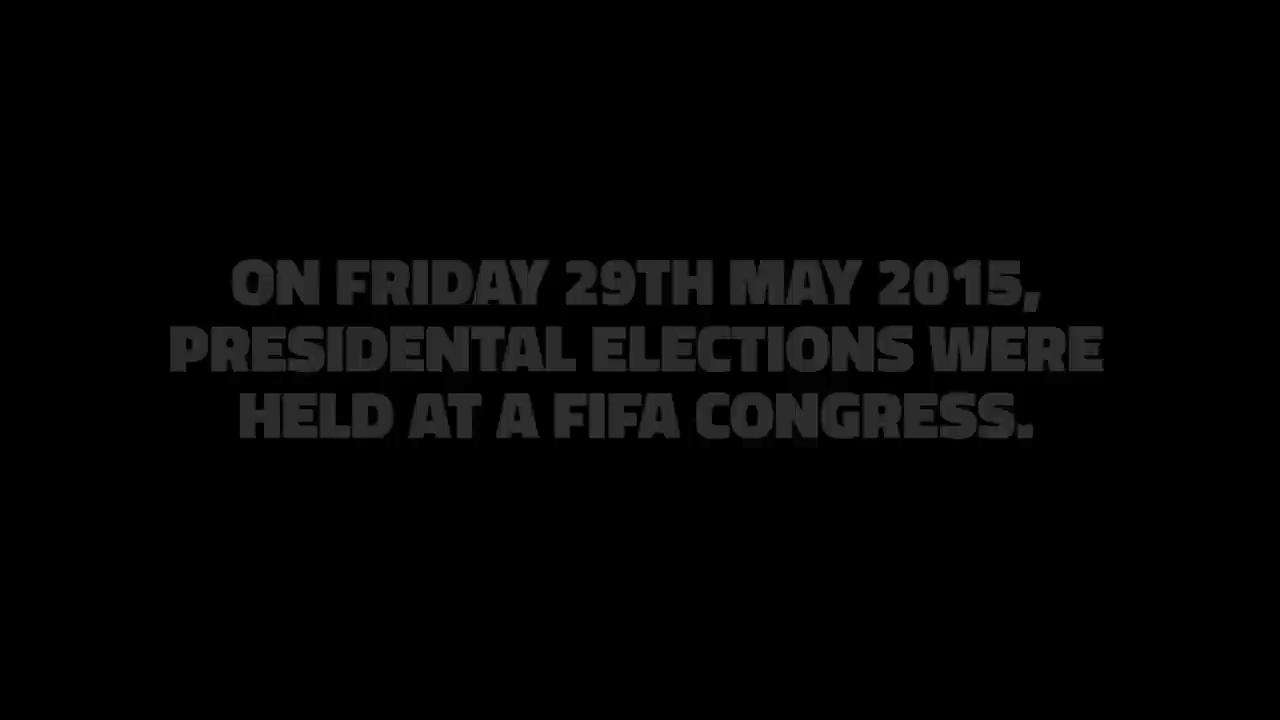 ON FRIDAY 29TH MAY 2015,
PRESIDENTAL ELECTIONS WERE
HELD AT A FIFA CONGRESS.